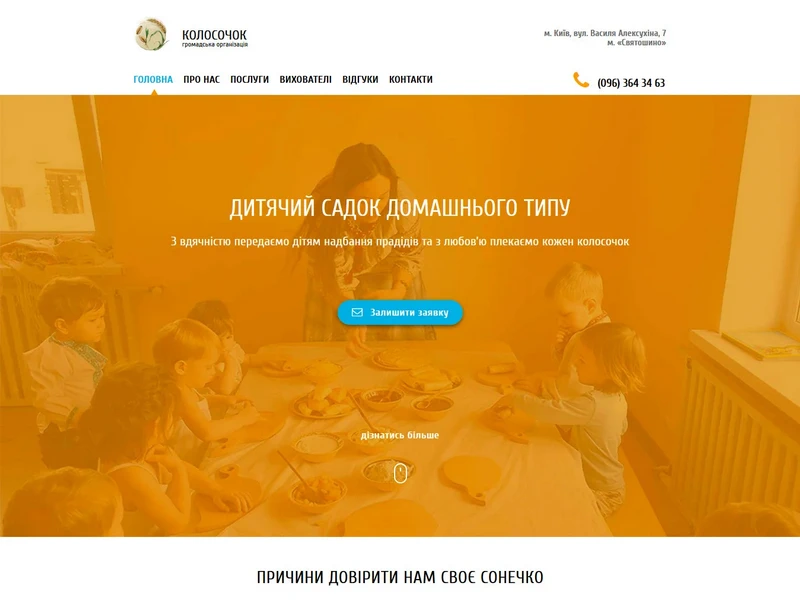 КОЛОСОЧОК
громадська організація
м. Київ, вул. Василя Алексухіна, 7
м. «Святошино»
ГОЛОВНА ПРО НАС ПОСЛУГИ ВИХОВАТЕЛІ ВІДГУКИ КОНТАКТИ
(096) 364 34 63
ДИТЯЧИЙ САДОК ДОМАШНЬОГО ТИПУ
З вдячністю передаємо дітям надбання прадідів та з любов'ю плекаємо кожен колосочок
Залишити заявку
дізнатись більше
ПРИЧИНИ ДОВІРИТИ НАМ СВОЄ СОНЕЧКО